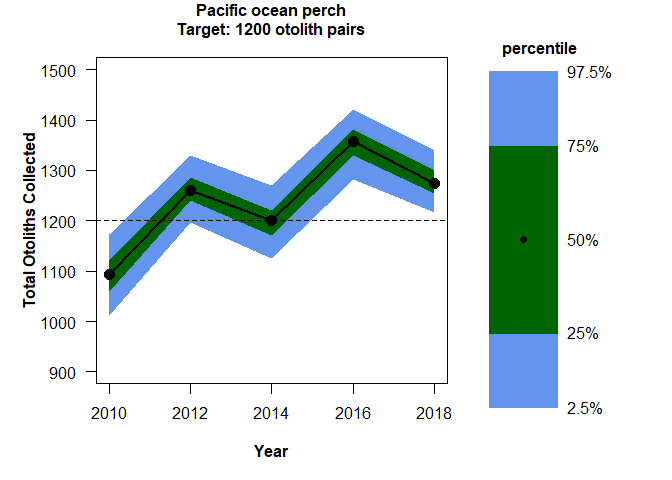 Pacific ocean perch
Target: 1200 otolith pairs
percentile
97.5%
75%
50%
25%
2.5%
Total Otoliths Collected
1500
1400
1300
1200
1100
1000
900
2010 2012 2014 2016 2018
Year